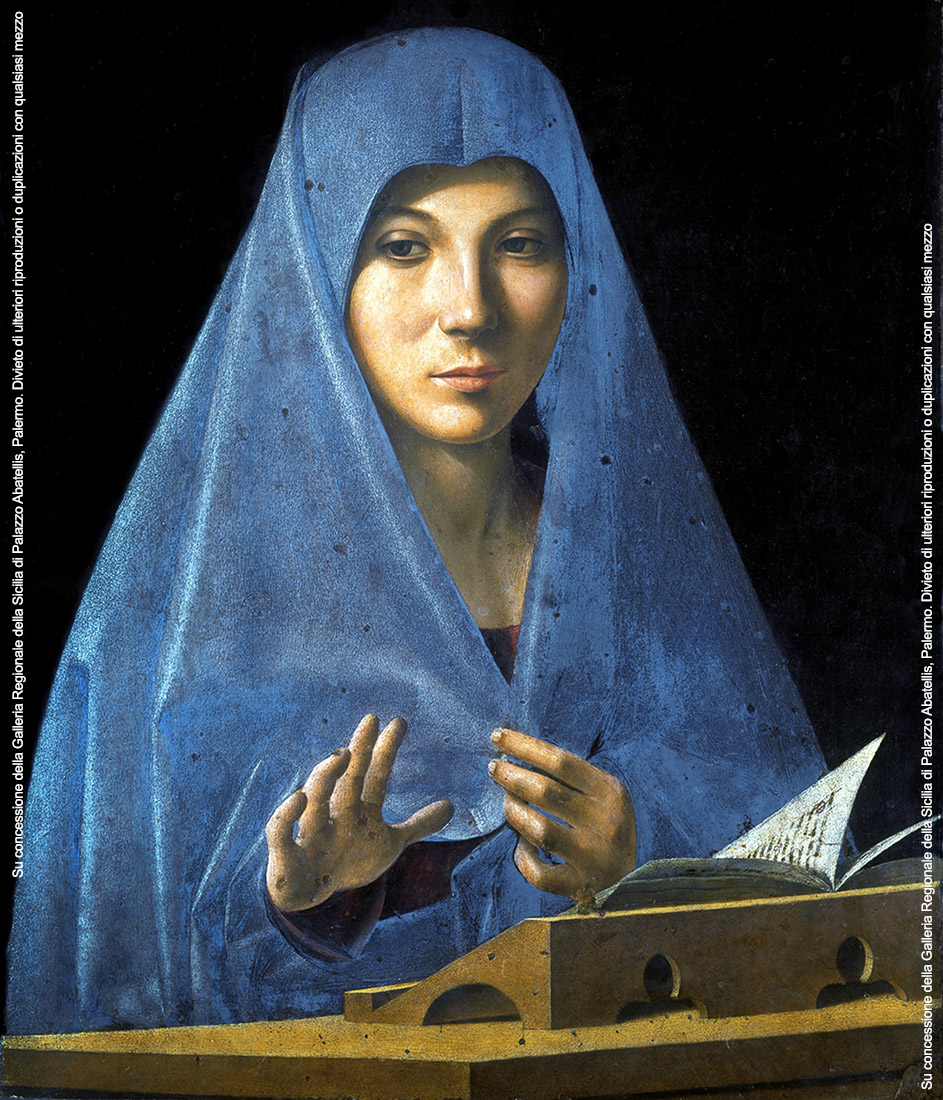 Su concessione della Galleria Regionale della Sicilia di Palazzo Abatellis, Palermo. Divieto di ulteriori riproduzioni o duplicazioni con qualsiasi mezzo
Su concessione della Galleria Regionale della Sicilia di Palazzo Abatellis, Palermo. Divieto di ulteriori riproduzioni o duplicazioni con qualsiasi mezzo